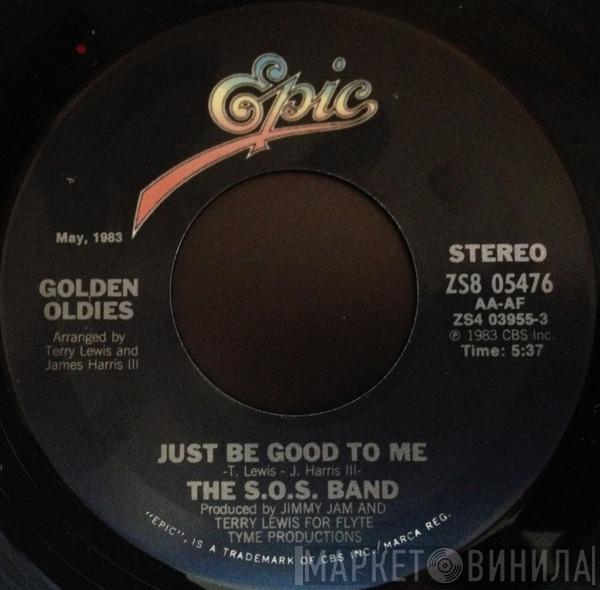 Epic
May, 1983
GOLDEN
OLDIES
Arranged by
Terry Lewis and
James Harris III
STEREO
ZS8 05476
AA-AF
ZS4 03955-3
℗ 1983 CBS Inc.
Time: 5:37
JUST BE GOOD TO ME
-T. Lewis - J. Harris III-
THE S.O.S. BAND
Produced by JIMMY JAM AND
TERRY LEWIS FOR FLYTE
TYME PRODUCTIONS
"EPIC", IS A TRADEMARK OF CBS INC./MARCA REG.
МАРКЕТ ВИНИЛА